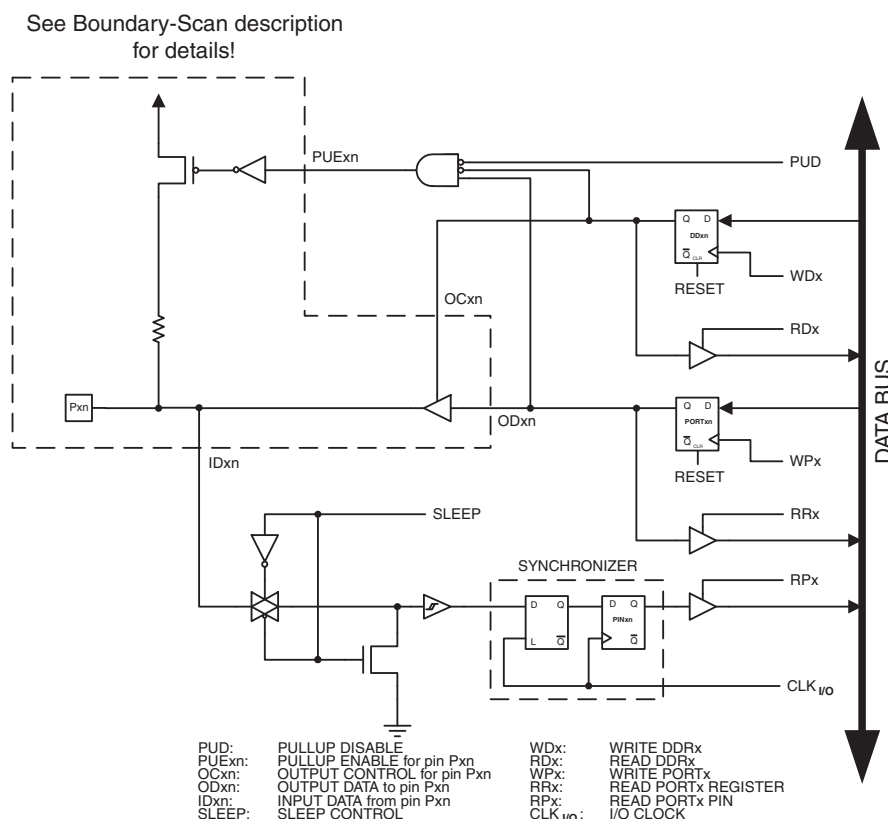 See Boundary-Scan description
for details!
PUExn
PUD
Q D
DDxn
Q CLR
WDx
RESET
OCxn
RDx
Pxn
ODxn
Q D
PORTxn
Q CLR
WPx
RESET
IDxn
DATA BUS
SLEEP
RRx
SYNCHRONIZER
RPx
D Q
D Q
PINxn
L Q
Q
CLK I/O
PUD: PULLUP DISABLE
PUExn: PULLUP ENABLE for pin Pxn
OCxn: OUTPUT CONTROL for pin Pxn
ODxn: OUTPUT DATA to pin Pxn
IDxn: INPUT DATA from pin Pxn
SLEEP: SLEEP CONTROL
WDx: WRITE DDRx
RDx: READ DDRx
WPx: WRITE PORTx
RRx: READ PORTx REGISTER
RPx: READ PORTx PIN
CLK I/O: I/O CLOCK